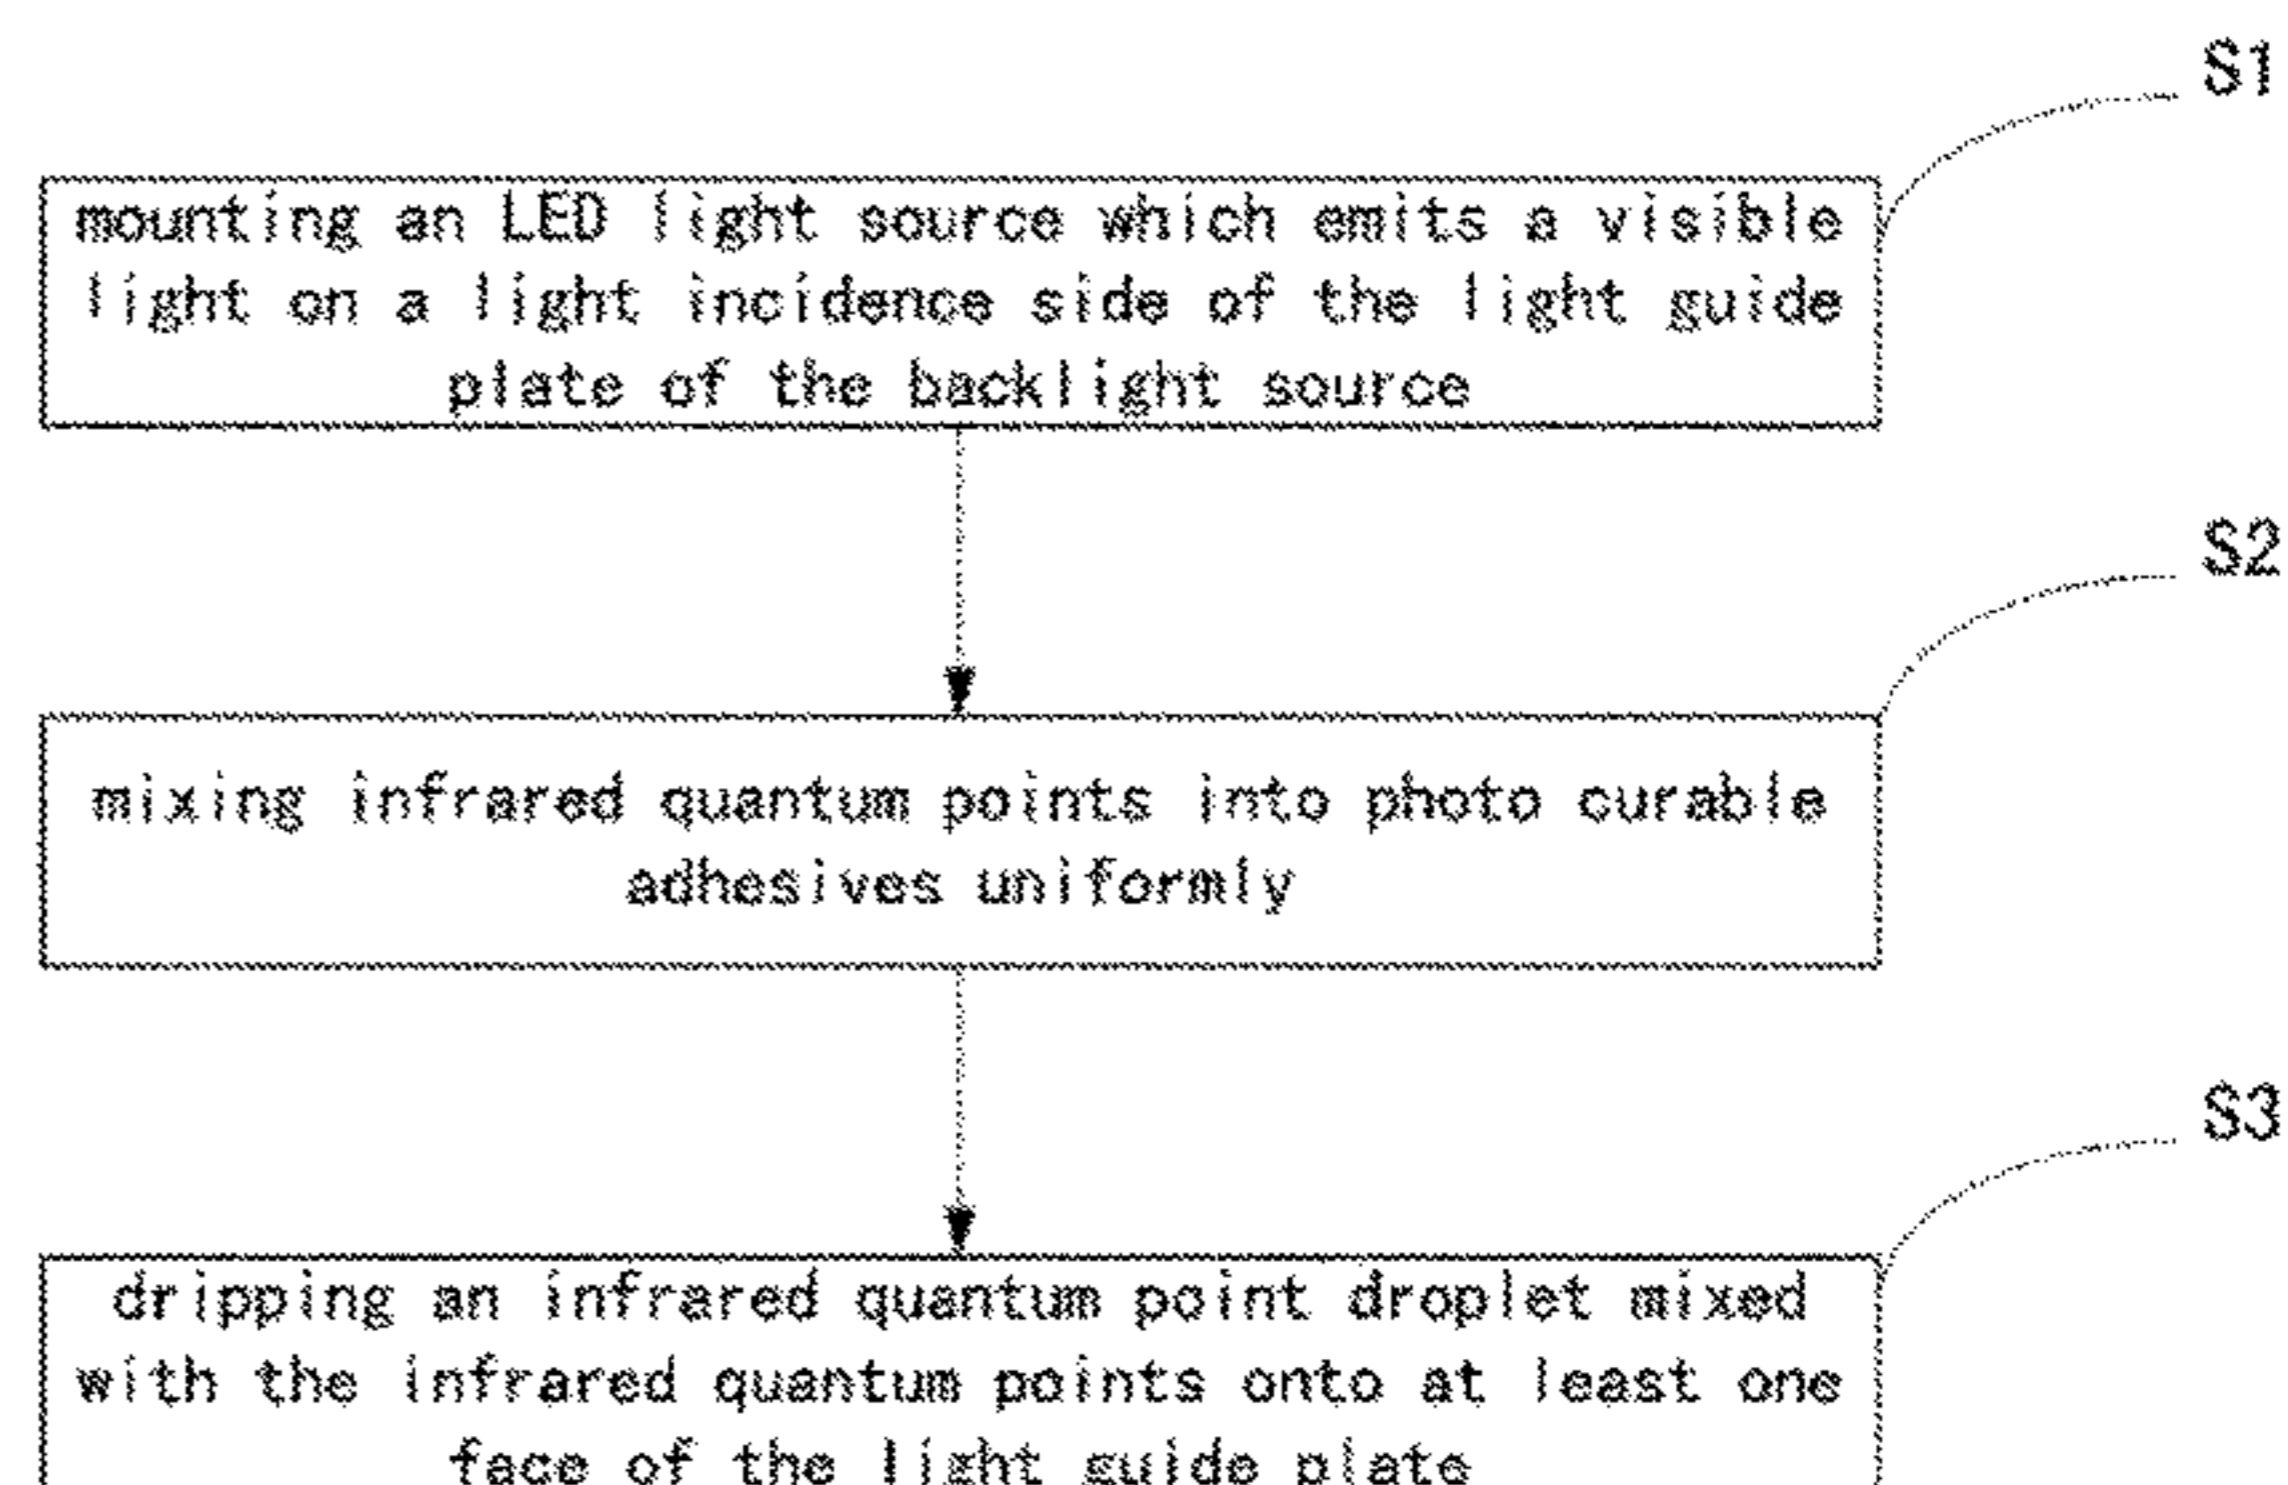 S1
mounting an LED light source which emits a visible
light on a light incidence side of the light guide
plate of the backlight source
S2
mixing infrared quantum points into photo curable
adhesives uniformly
S3
dripping an infrared quantum point droplet mixed
with the infrared quantum points onto at least one
face of the light guide plate